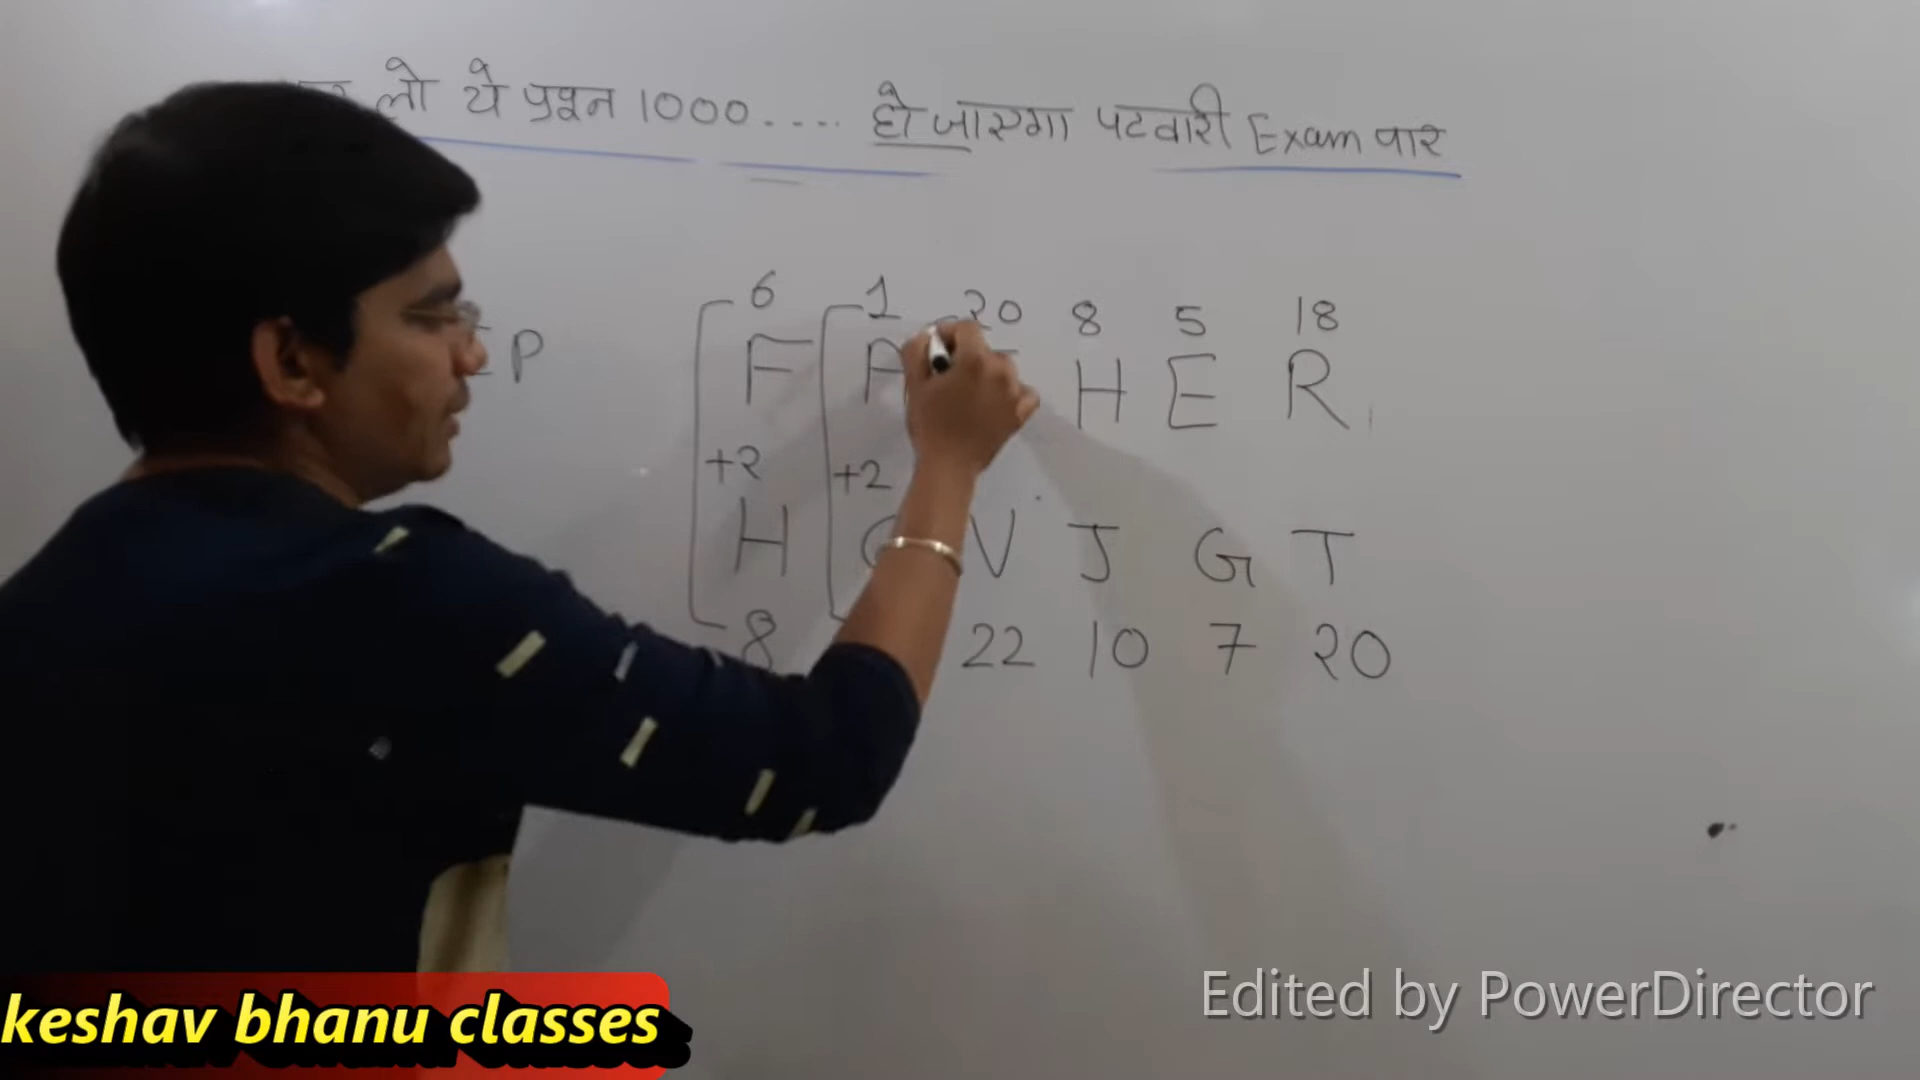 लो ये प्रश्न 1000.... हो जाएगा पटवारी Exam पार
6 1 20 8 5 18
P F A H E R
+2 +2
H V J G T
8 22 10 7 20
keshav bhanu classes
Edited by PowerDirector